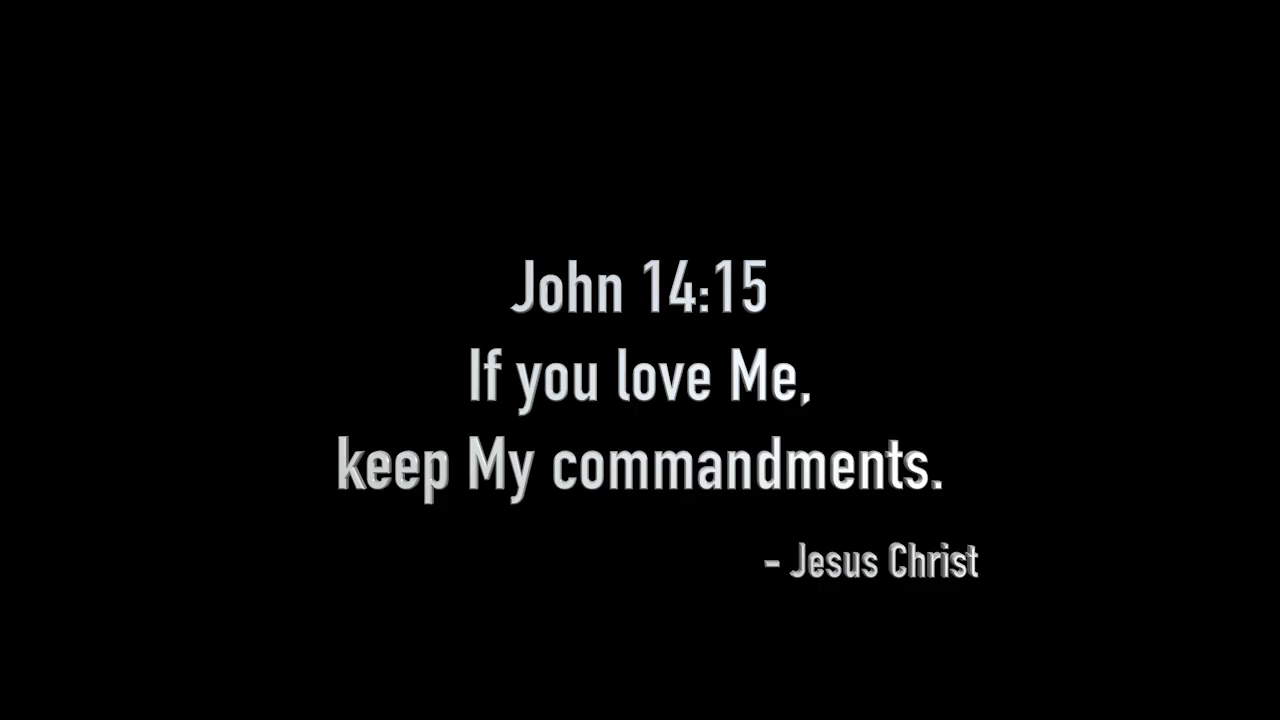 John 14:15
If you love Me,
keep My commandments.
- Jesus Christ